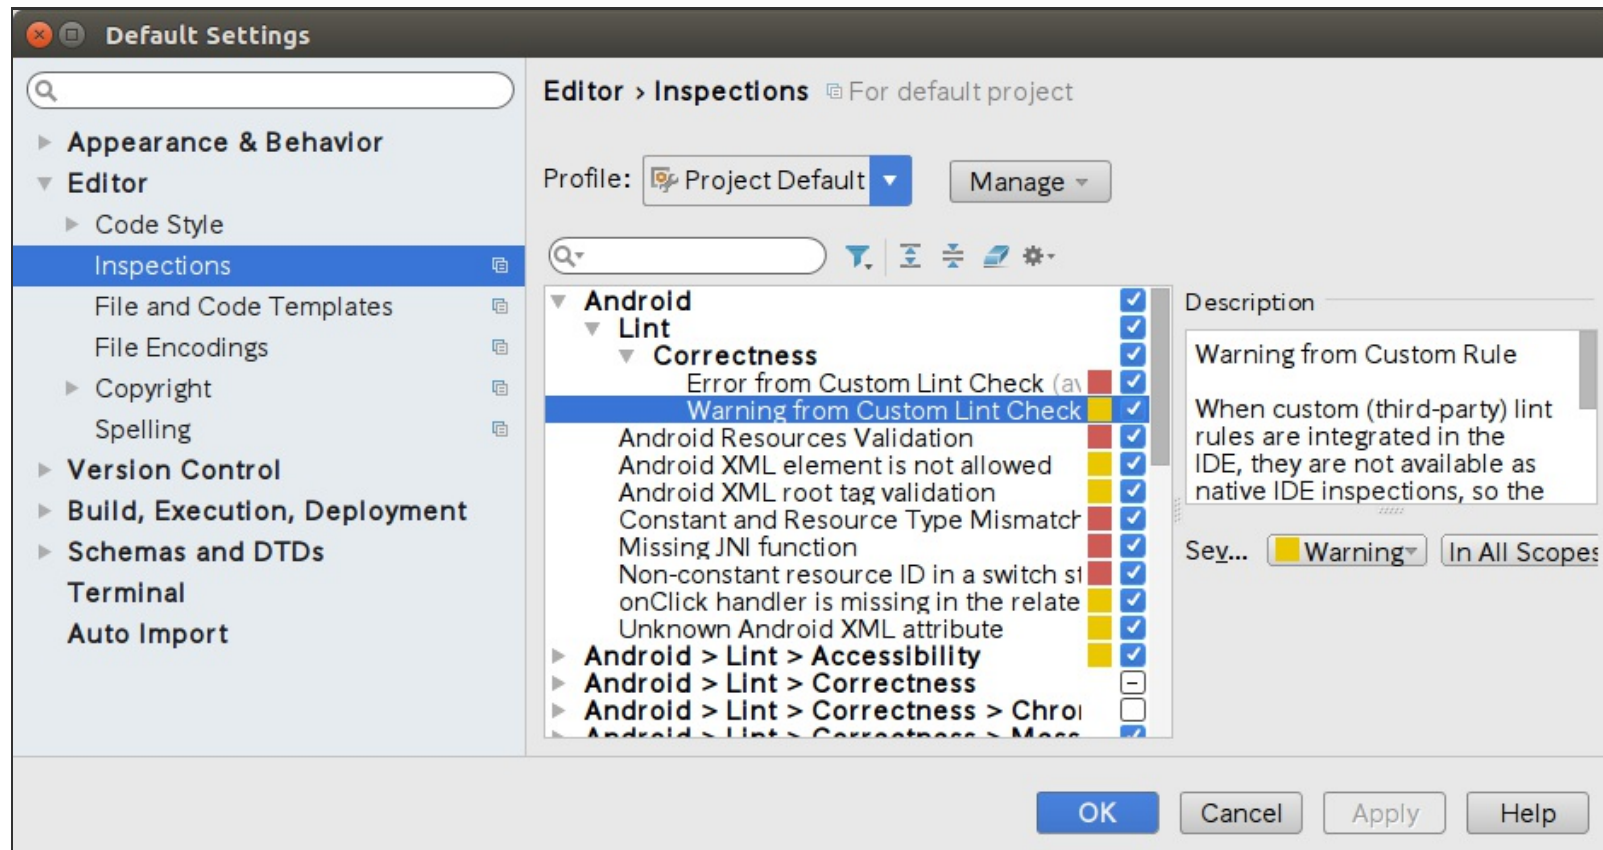 Default Settings
Appearance & Behavior
Editor
Code Style
Inspections
File and Code Templates
File Encodings
Copyright
Spelling
Version Control
Build, Execution, Deployment
Schemas and DTDs
Terminal
Auto Import
Editor › Inspections For default project
Profile: Project Default Manage
Android
Lint
Correctness
Error from Custom Lint Check (av
Warning from Custom Lint Check
Android Resources Validation
Android XML element is not allowed
Android XML root tag validation
Constant and Resource Type Mismatch
Missing JNI function
Non-constant resource ID in a switch st
onClick handler is missing in the relate
Unknown Android XML attribute
Android > Lint > Accessibility
Android > Lint > Correctness
Android > Lint > Correctness > Chro
Android > Lint > Correctness > Mess
Description
Warning from Custom Rule
When custom (third-party) lint
rules are integrated in the
IDE, they are not available as
native IDE inspections, so the
Sev... Warning In All Scopes
OK Cancel Apply Help